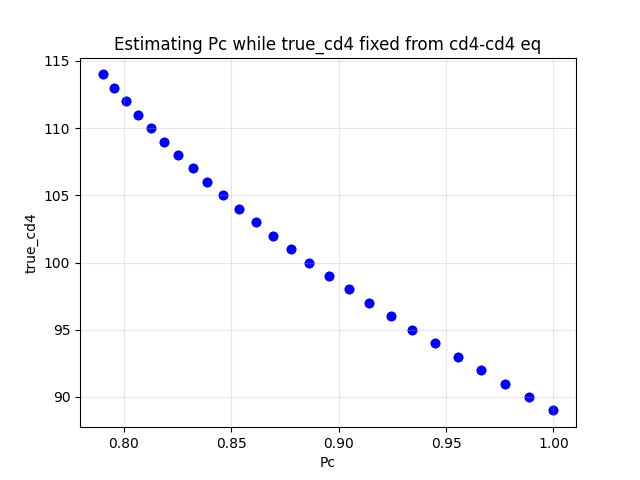 Estimating Pc while true_cd4 fixed from cd4-cd4 eq
115
110
105
100
95
90
true_cd4
0.80 0.85 0.90 0.95 1.00
Pc